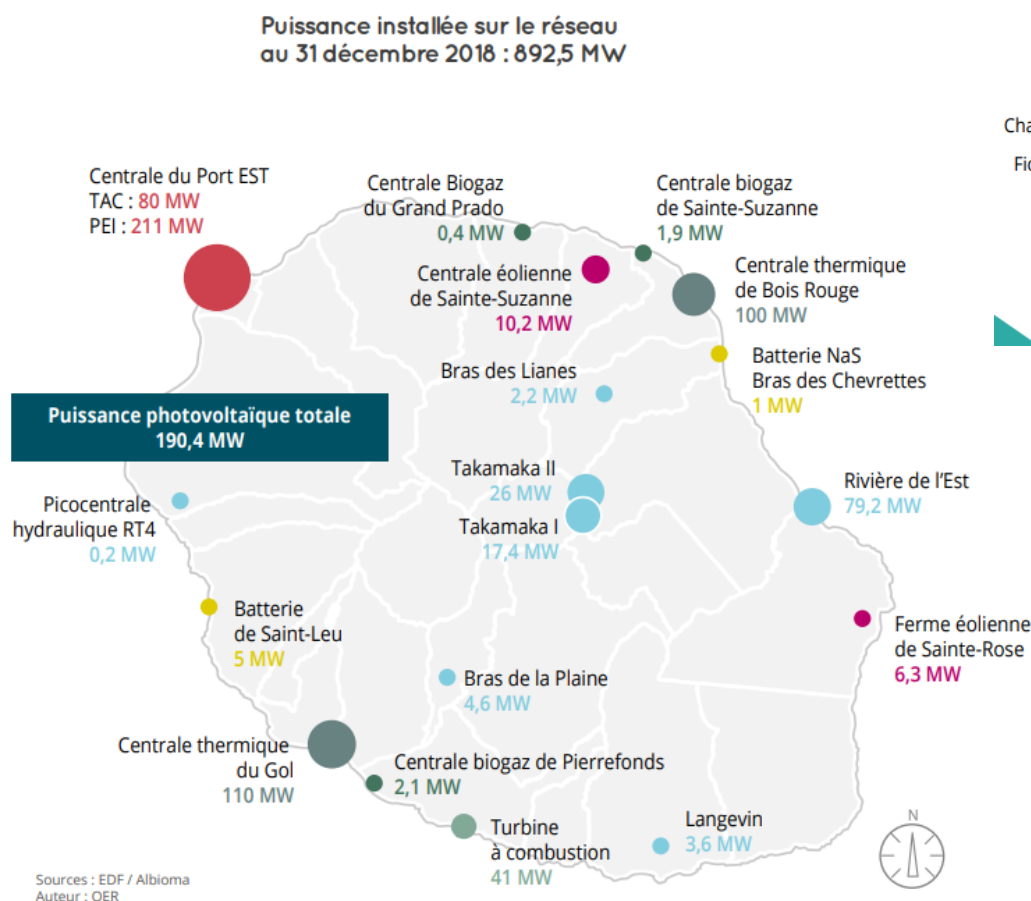 Puissance installée sur le réseau
au 31 décembre 2018 : 892,5 MW
Cha
Fic
Centrale du Port EST
TAC : 80 MW
PEI : 211 MW
Centrale Biogaz
du Grand Prado
0,4 MW
Centrale biogaz
de Sainte-Suzanne
1,9 MW
Centrale éolienne
de Sainte-Suzanne
10,2 MW
Centrale thermique
de Bois Rouge
100 MW
Bras des Lianes
2,2 MW
Batterie NaS
Bras des Chevrettes
1 MW
Puissance photovoltaïque totale
190,4 MW
Takamaka II
26 MW
Takamaka I
17,4 MW
Rivière de l'Est
79,2 MW
Picocentrale
hydraulique RT4
0,2 MW
Batterie
de Saint-Leu
5 MW
Ferme éolienne
de Sainte-Rose
6,3 MW
Bras de la Plaine
4,6 MW
Centrale thermique
du Gol
110 MW
Centrale biogaz de Pierrefonds
2,1 MW
Turbine
à combustion
41 MW
Langevin
3,6 MW
N
Sources : EDF / Albioma
Auteur : OER